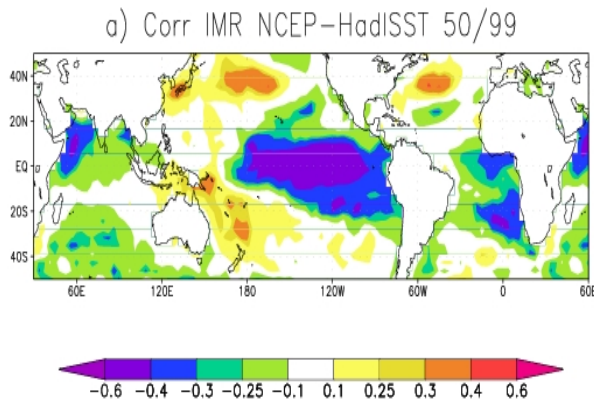 a) Corr IMR NCEP-HadISST 50/99
40N
20N
EQ
20S
40S
60E 120E 180 120W 60W 0 60E
-0.6 -0.4 -0.3 -0.25 -0.1 0.1 0.25 0.3 0.4 0.6